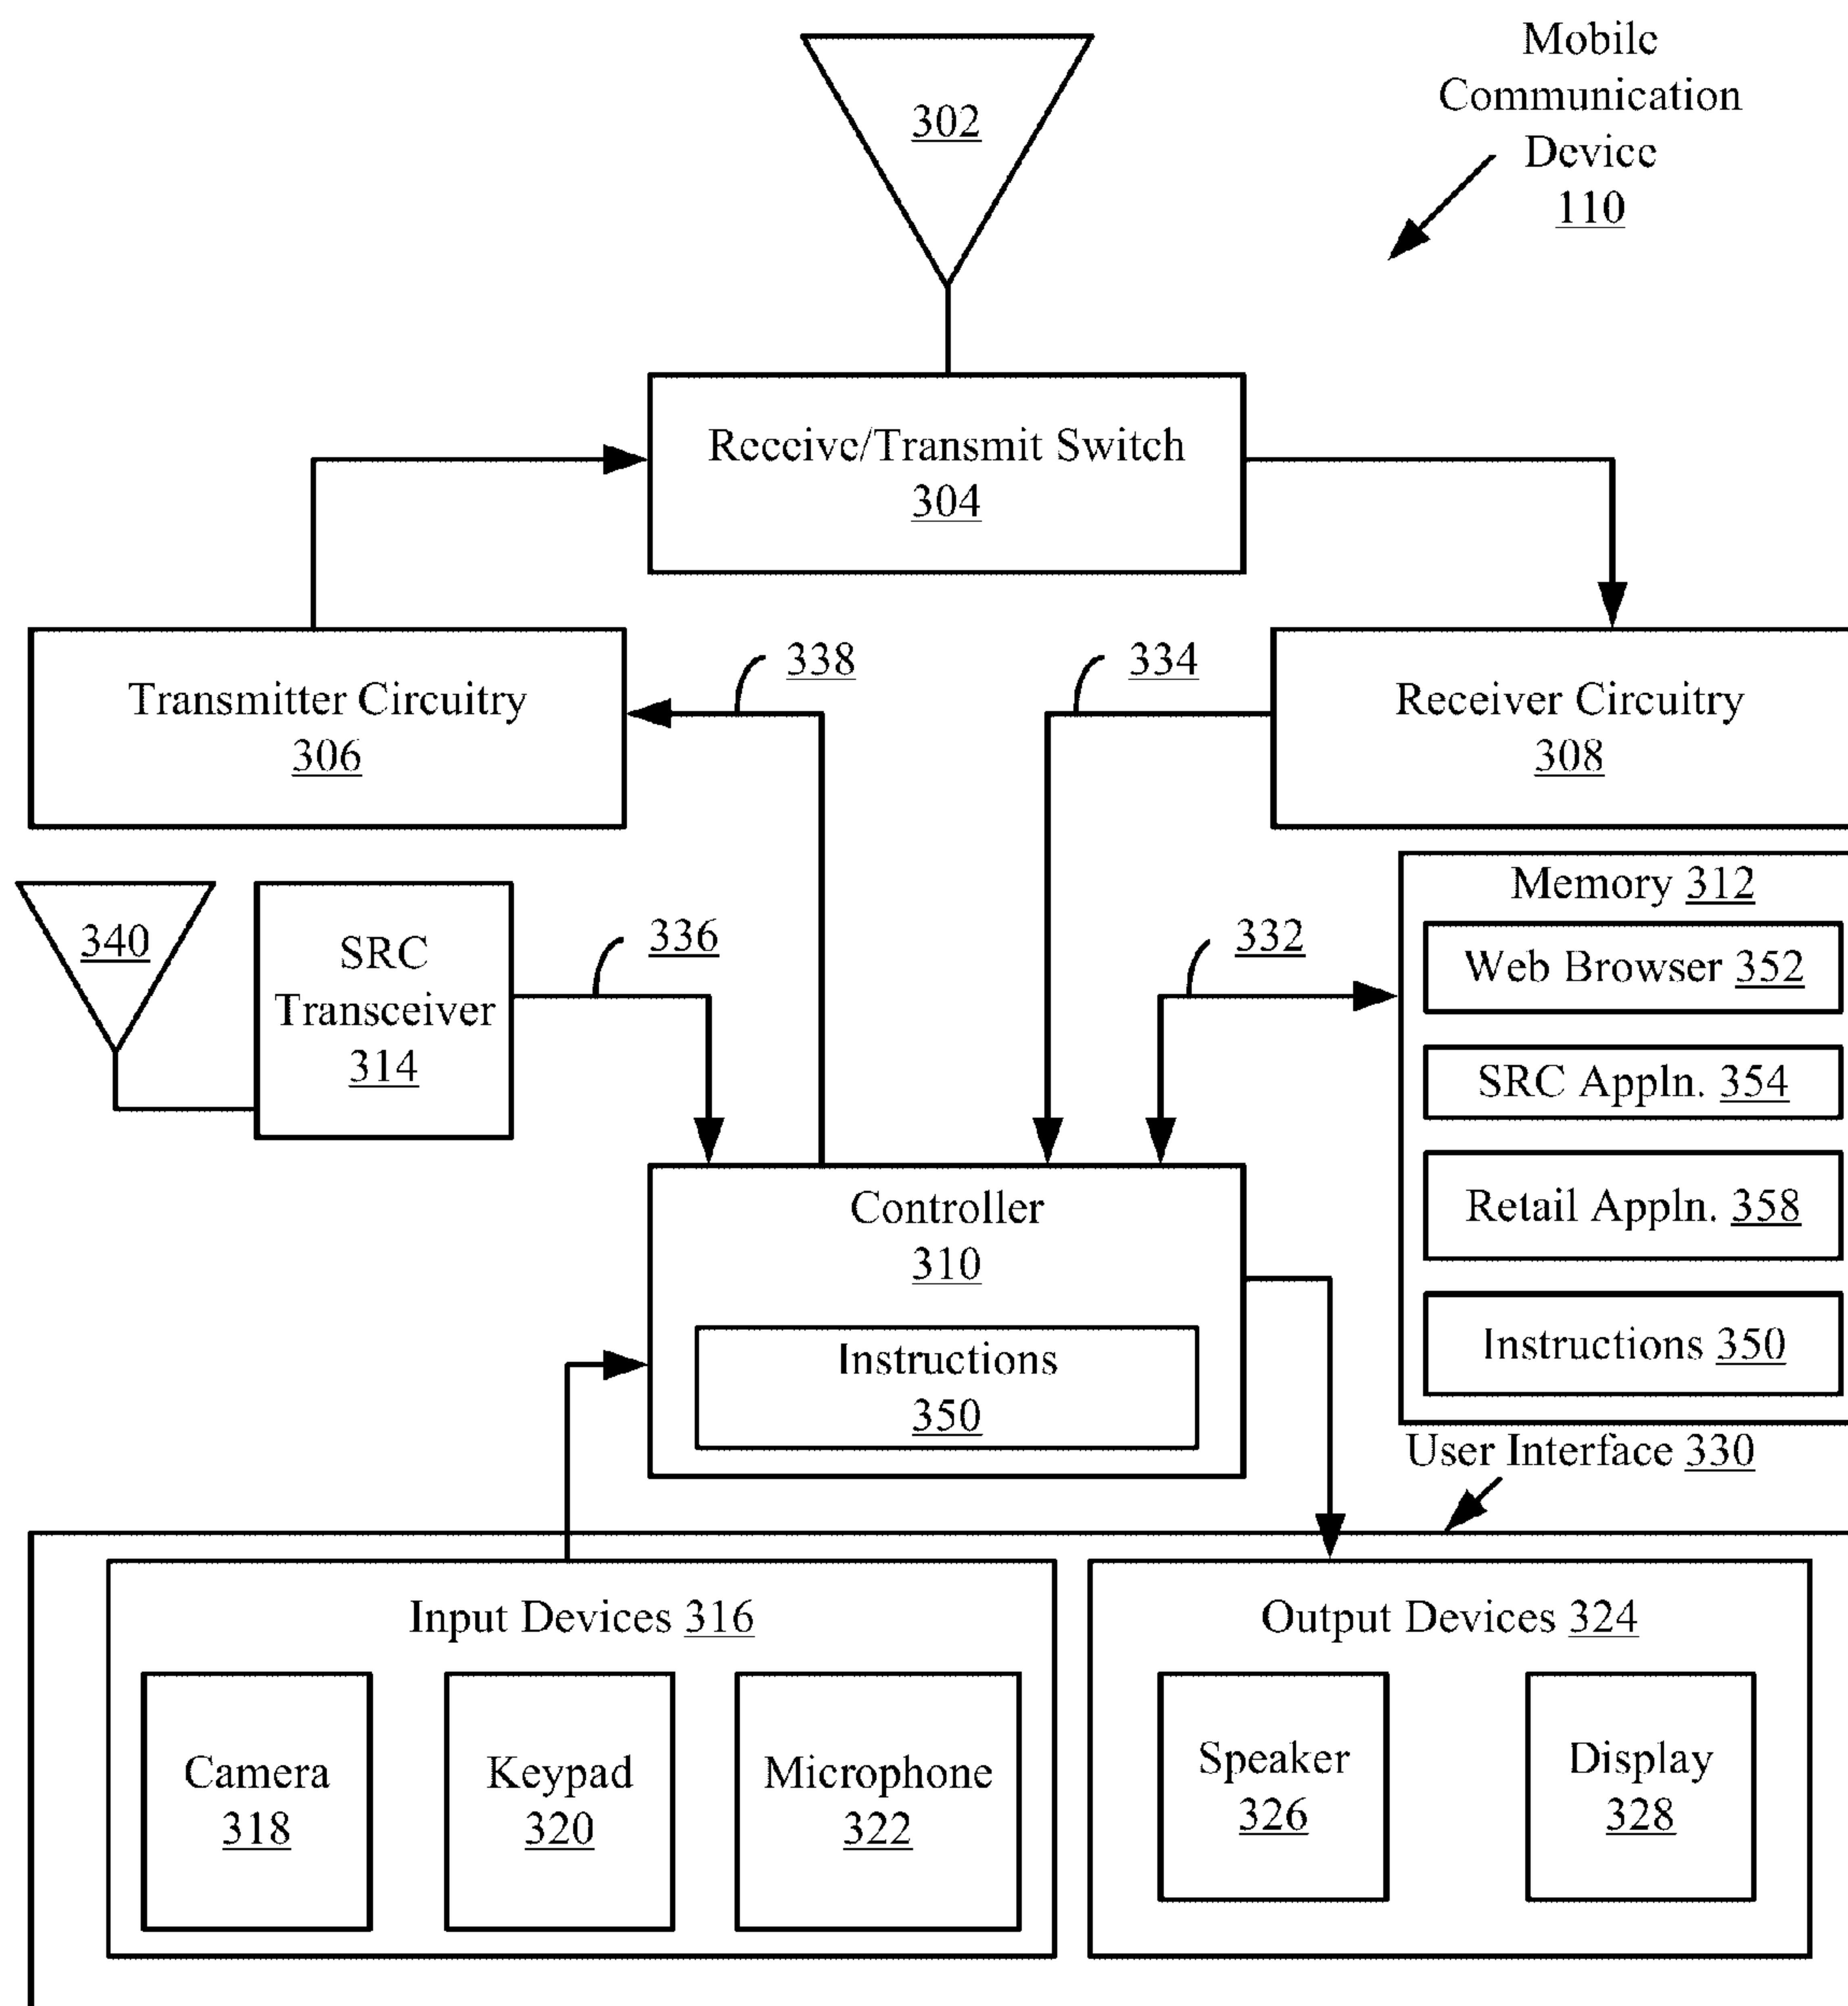 Mobile
Communication
Device
110
302
Receive/Transmit Switch
304
338
334
Transmitter Circuitry
306
Receiver Circuitry
308
340
SRC
Transceiver
314
336
332
Memory 312
Web Browser 352
SRC Appln. 354
Retail Appln. 358
Instructions 350
Controller
310
Instructions
350
User Interface 330
Input Devices 316
Camera
318
Keypad
320
Microphone
322
Output Devices 324
Speaker
326
Display
328